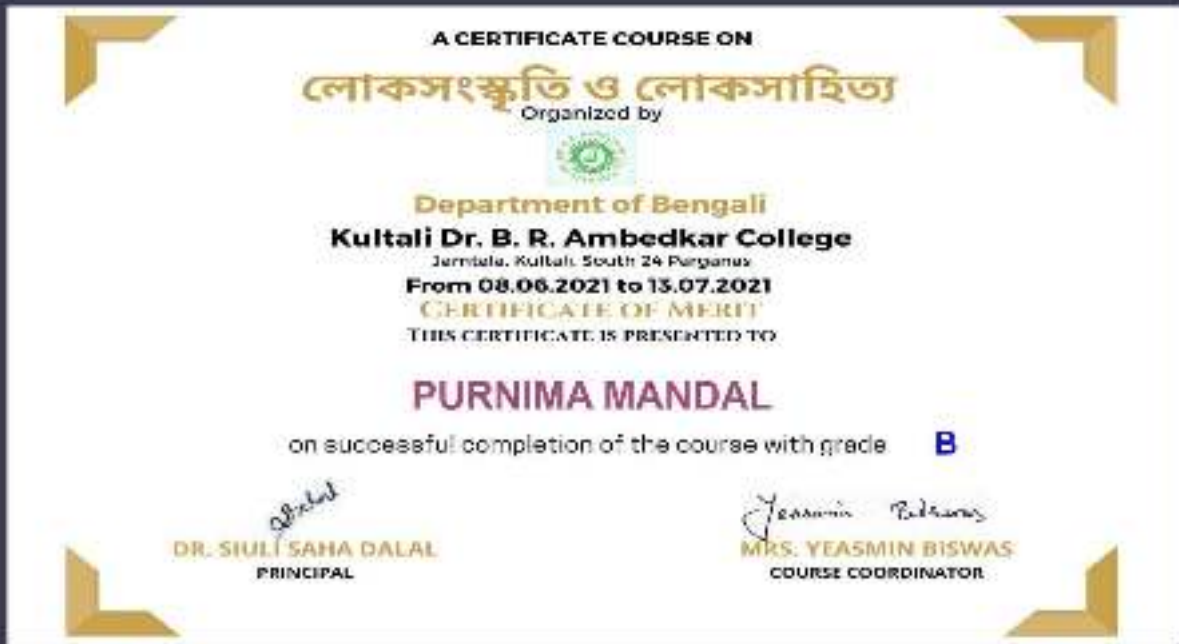 A CERTIFICATE COURSE ON
লোকসংস্কৃতি ও লোকসাহিত্য
Organized by
Department of Bengali
Kultali Dr. B. R. Ambedkar College
Jamtala, Kultali, South 24 Parganas
From 08.06.2021 to 13.07.2021
CERTIFICATE OF MERIT
THIS CERTIFICATE IS PRESENTED TO
PURNIMA MANDAL
on successful completion of the course with grade B
Yeasmin Biswas
DR. SIULI SAHA DALAL
MRS. YEASMIN BISWAS
PRINCIPAL
COURSE COORDINATOR